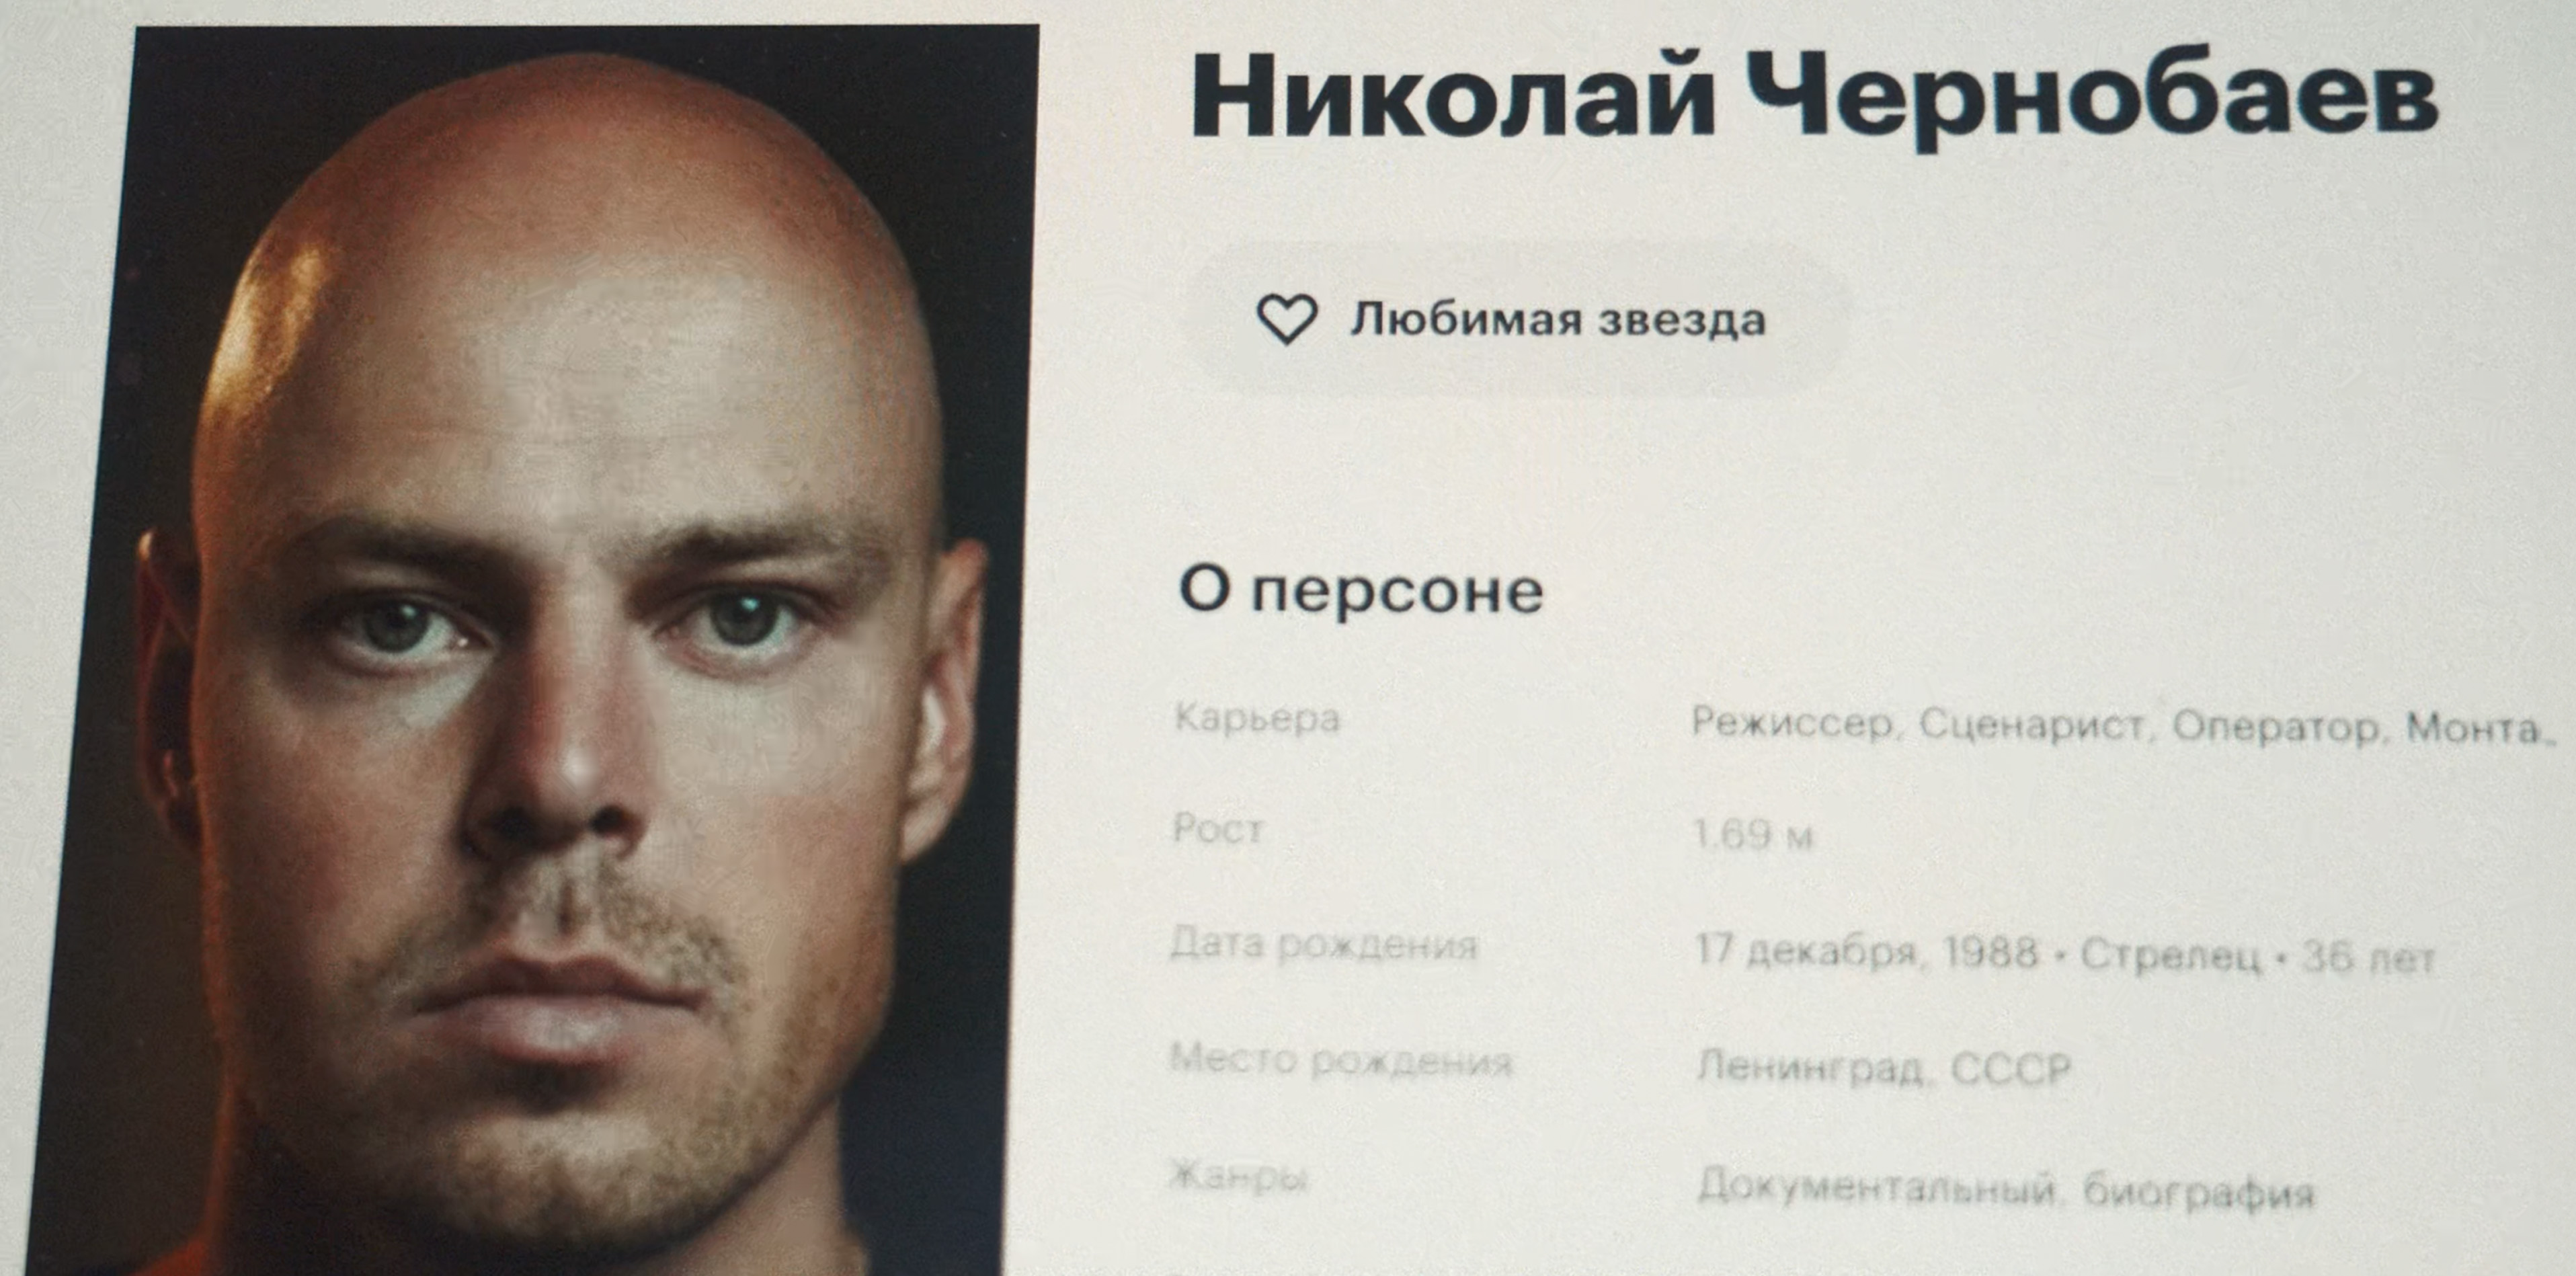 Николай Чернобаев
Любимая звезда
О персоне
Карьера Режиссер, Сценарист, Оператор, Монта...
Рост 1.69 м
Дата рождения 17 декабря, 1988 • Стрелец • 36 лет
Место рождения Ленинград, СССР
Жанры Документальный, биография